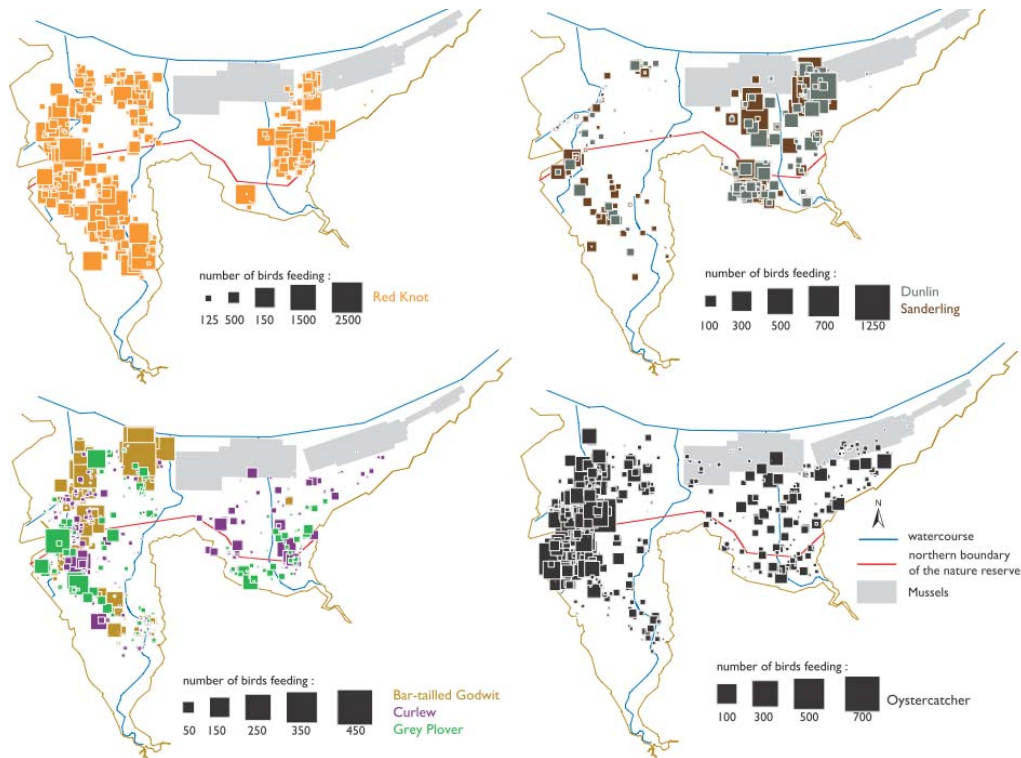 number of birds feeding :
Red Knot
125 500 150 1500 2500
number of birds feeding :
Dunlin
Sanderling
100 300 500 700 1250
N
watercourse
northern boundary
of the nature reserve
Mussels
number of birds feeding :
Bar-tailled Godwit
Curlew
Grey Plover
50 150 250 350 450
number of birds feeding :
Oystercatcher
100 300 500 700